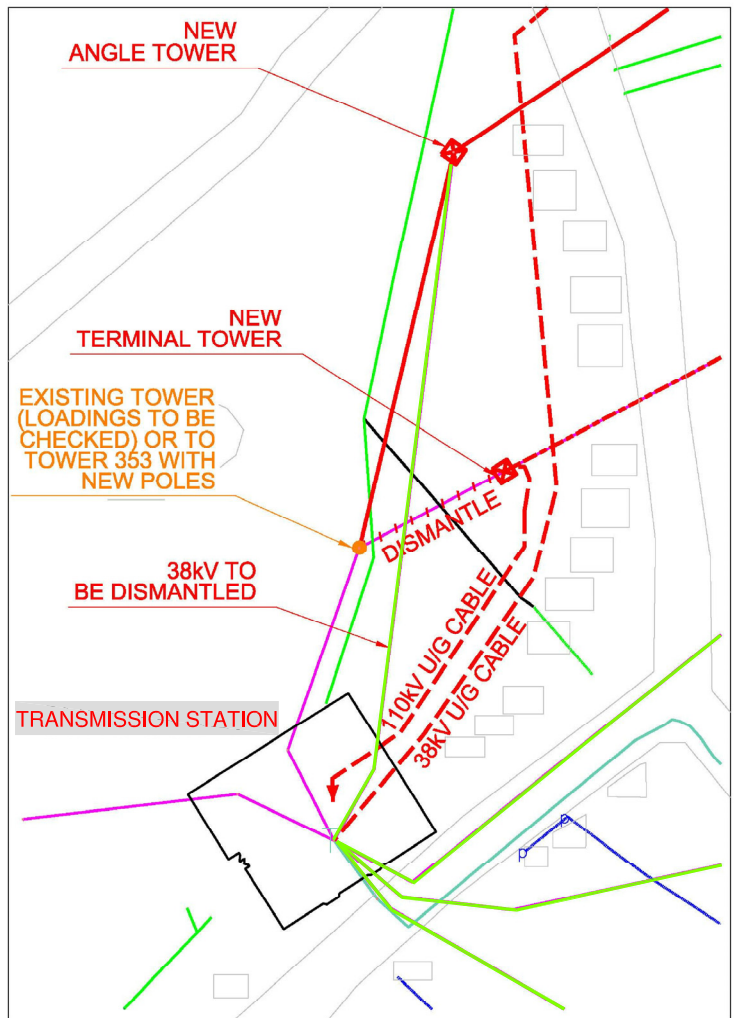 NEW
ANGLE TOWER
NEW
TERMINAL TOWER
EXISTING TOWER
(LOADINGS TO BE
CHECKED) OR TO
TOWER 353 WITH
NEW POLES
DISMANTLE
38kV TO
BE DISMANTLED
110kV U/G CABLE
38kV U/G CABLE
TRANSMISSION STATION
p
p